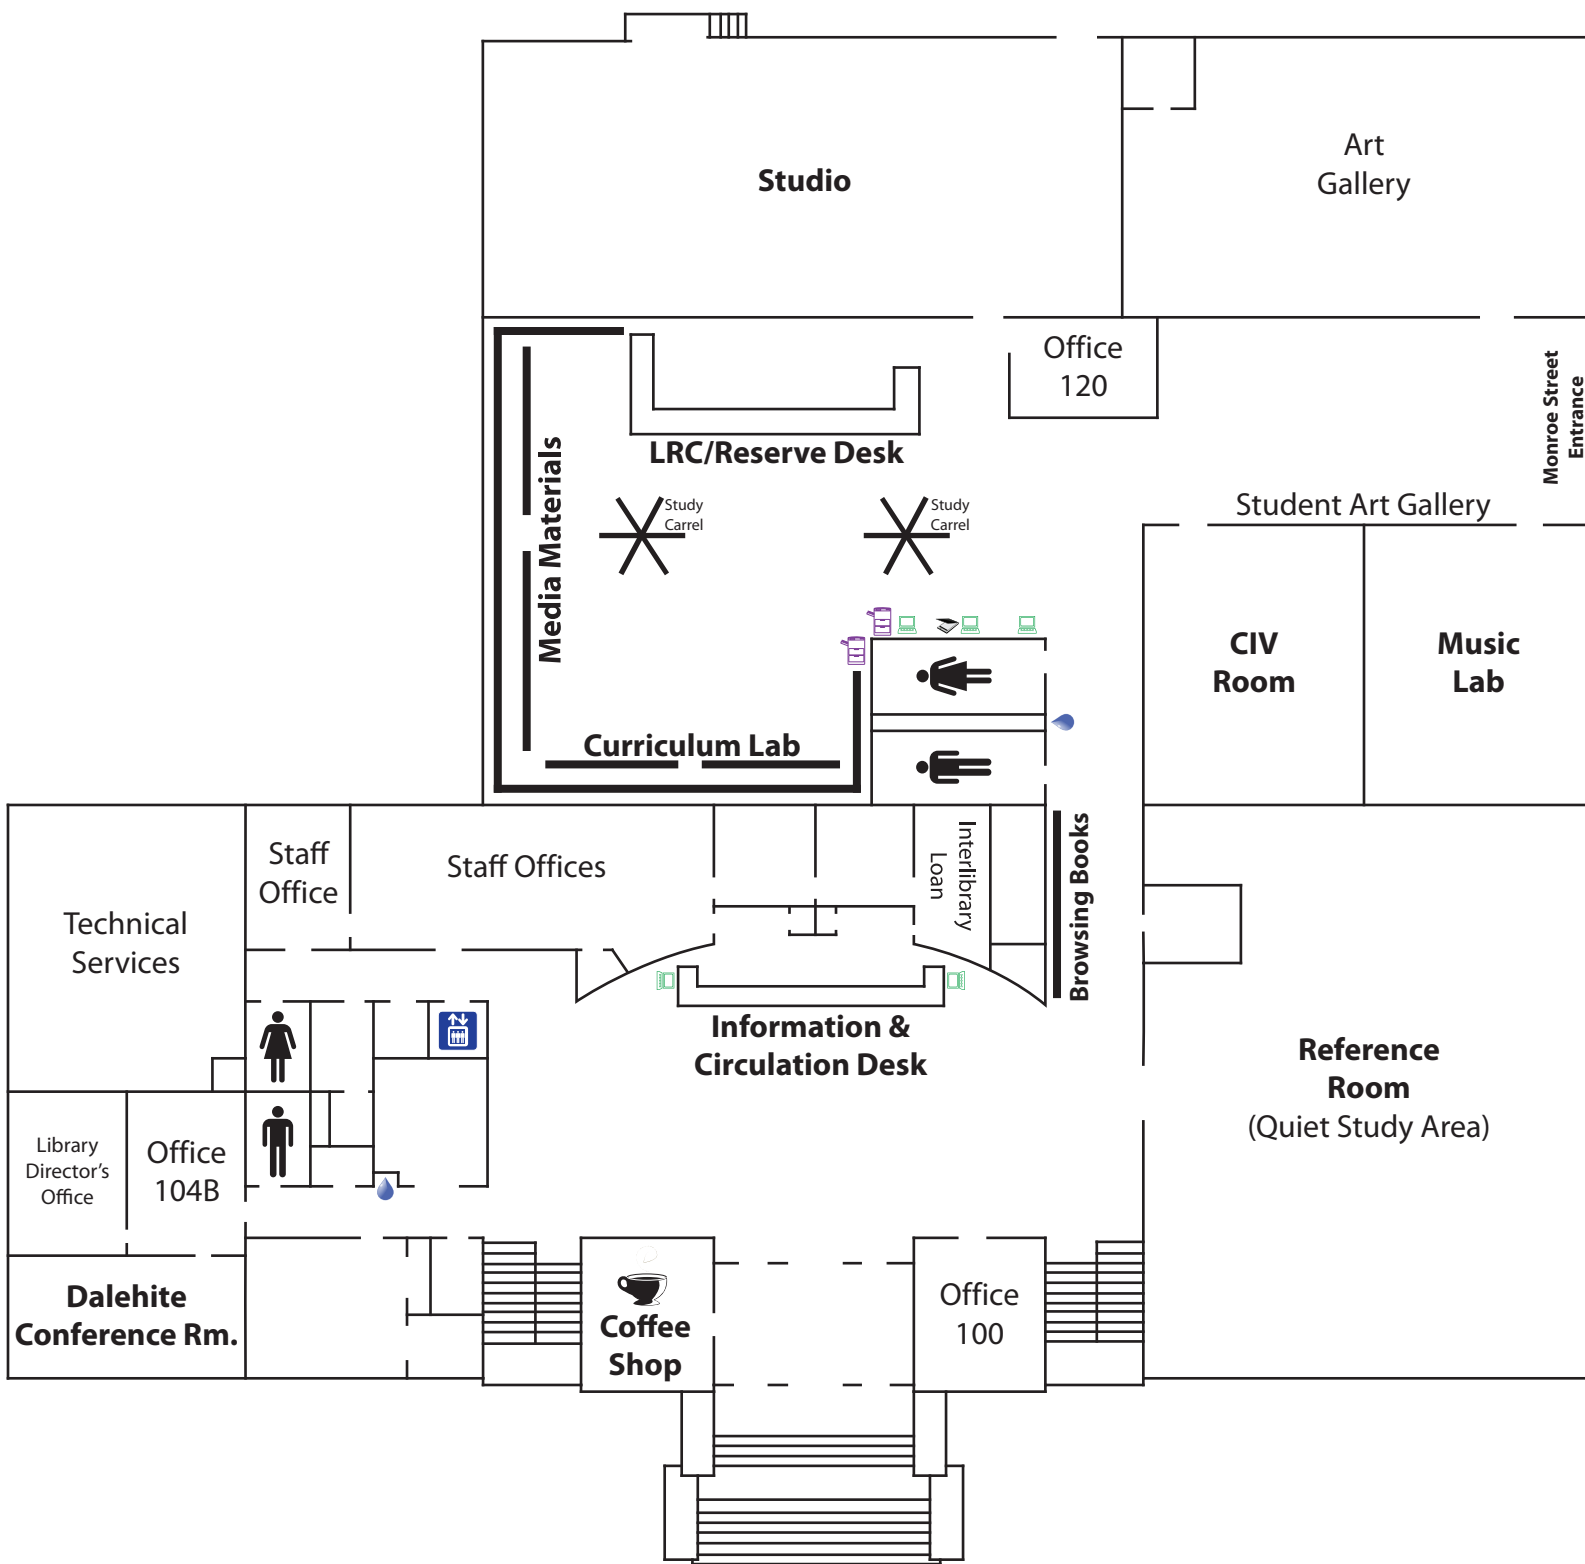 Studio
Art
Gallery
Office
120
Monroe Street
Entrance
LRC/Reserve Desk
Media Materials
Study
Carrel
Study
Carrel
Student Art Gallery
CIV
Room
Music
Lab
Curriculum Lab
Staff
Office
Staff Offices
Interlibrary
Loan
Browsing Books
Technical
Services
Information &
Circulation Desk
Reference
Room
(Quiet Study Area)
Library
Director's
Office
Office
104B
Dalehite
Conference Rm.
Coffee
Shop
Office
100